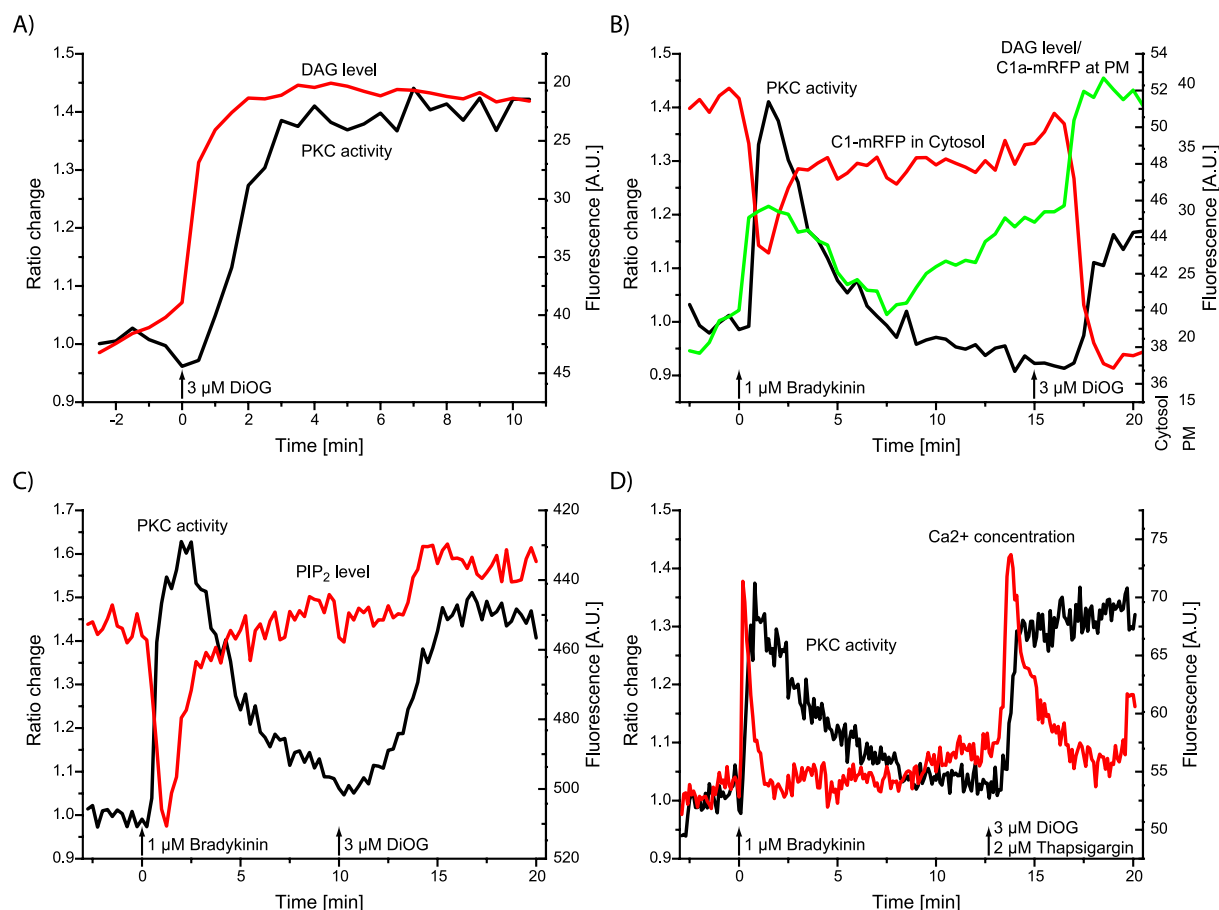 A)
1.5
1.4
1.3
1.2
1.1
1.0
0.9
Ratio change
DAG level
PKC activity
3 µM DiOG
20
25
30
35
40
45
Fluorescence [A.U.]
-2
0
2
4
6
8
10
Time [min]
B)
1.5
1.4
1.3
1.2
1.1
1.0
0.9
Ratio change
PKC activity
DAG level/
C1a-mRFP at PM
C1-mRFP in Cytosol
1 µM Bradykinin
3 µM DiOG
54
52
50
48
46
44
42
40
38
36
40
35
30
25
20
15
Fluorescence [A.U.]
Cytosol
PM
0
5
10
15
20
Time [min]
C)
1.7
1.6
1.5
1.4
1.3
1.2
1.1
1.0
0.9
Ratio change
PKC activity
PIP2 level
1 µM Bradykinin
3 µM DiOG
420
440
460
480
500
520
Fluorescence [A.U.]
0
5
10
15
20
Time [min]
D)
1.5
1.4
1.3
1.2
1.1
1.0
0.9
Ratio change
Ca2+ concentration
PKC activity
1 µM Bradykinin
3 µM DiOG
2 µM Thapsigargin
75
70
65
60
55
50
Fluorescence [A.U.]
0
5
10
15
20
Time [min]